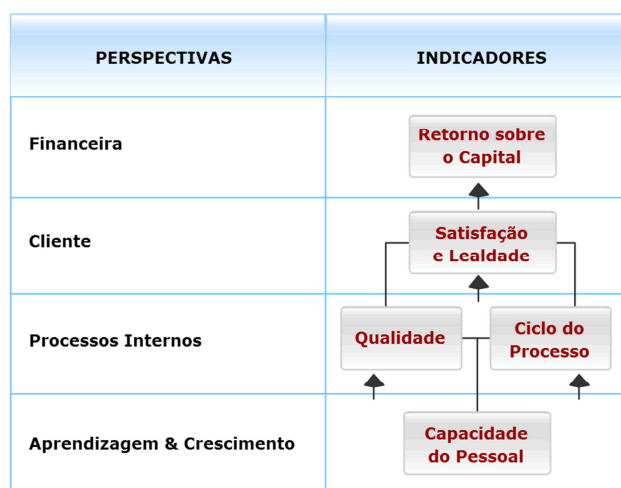 PERSPECTIVAS
INDICADORES
Financeira
Retorno sobre
o Capital
Cliente
Satisfação
e Lealdade
Processos Internos
Qualidade
Ciclo do
Processo
Aprendizagem & Crescimento
Capacidade
do Pessoal